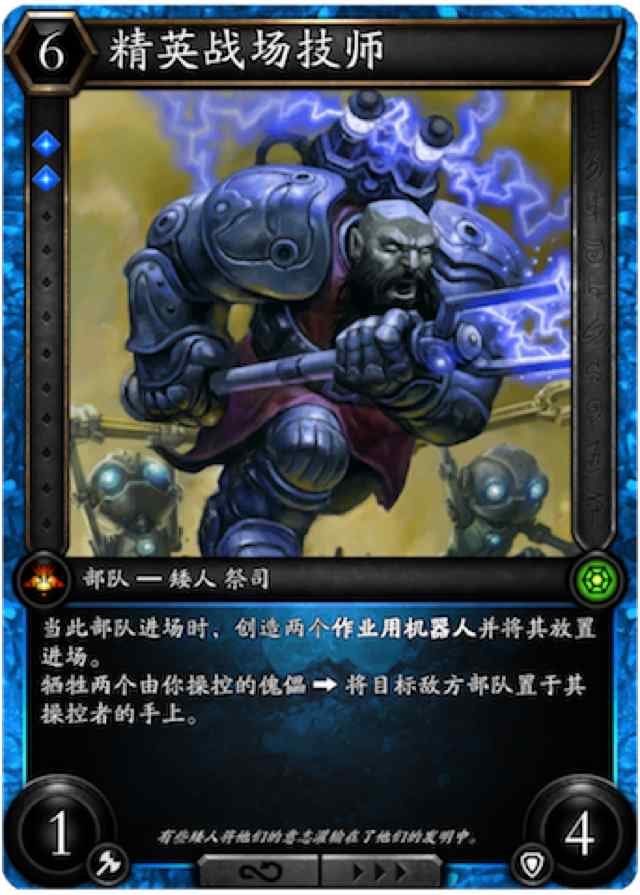 6 精英战场技师
部队 — 矮人 祭司
当此部队进场时，创造两个作业用机器人并将其放置
进场。
牺牲两个由你操控的傀儡 ➡ 将目标敌方部队置于其
操控者的手上。
有些矮人将他们的意志灌输在了他们的发明中。
1
4